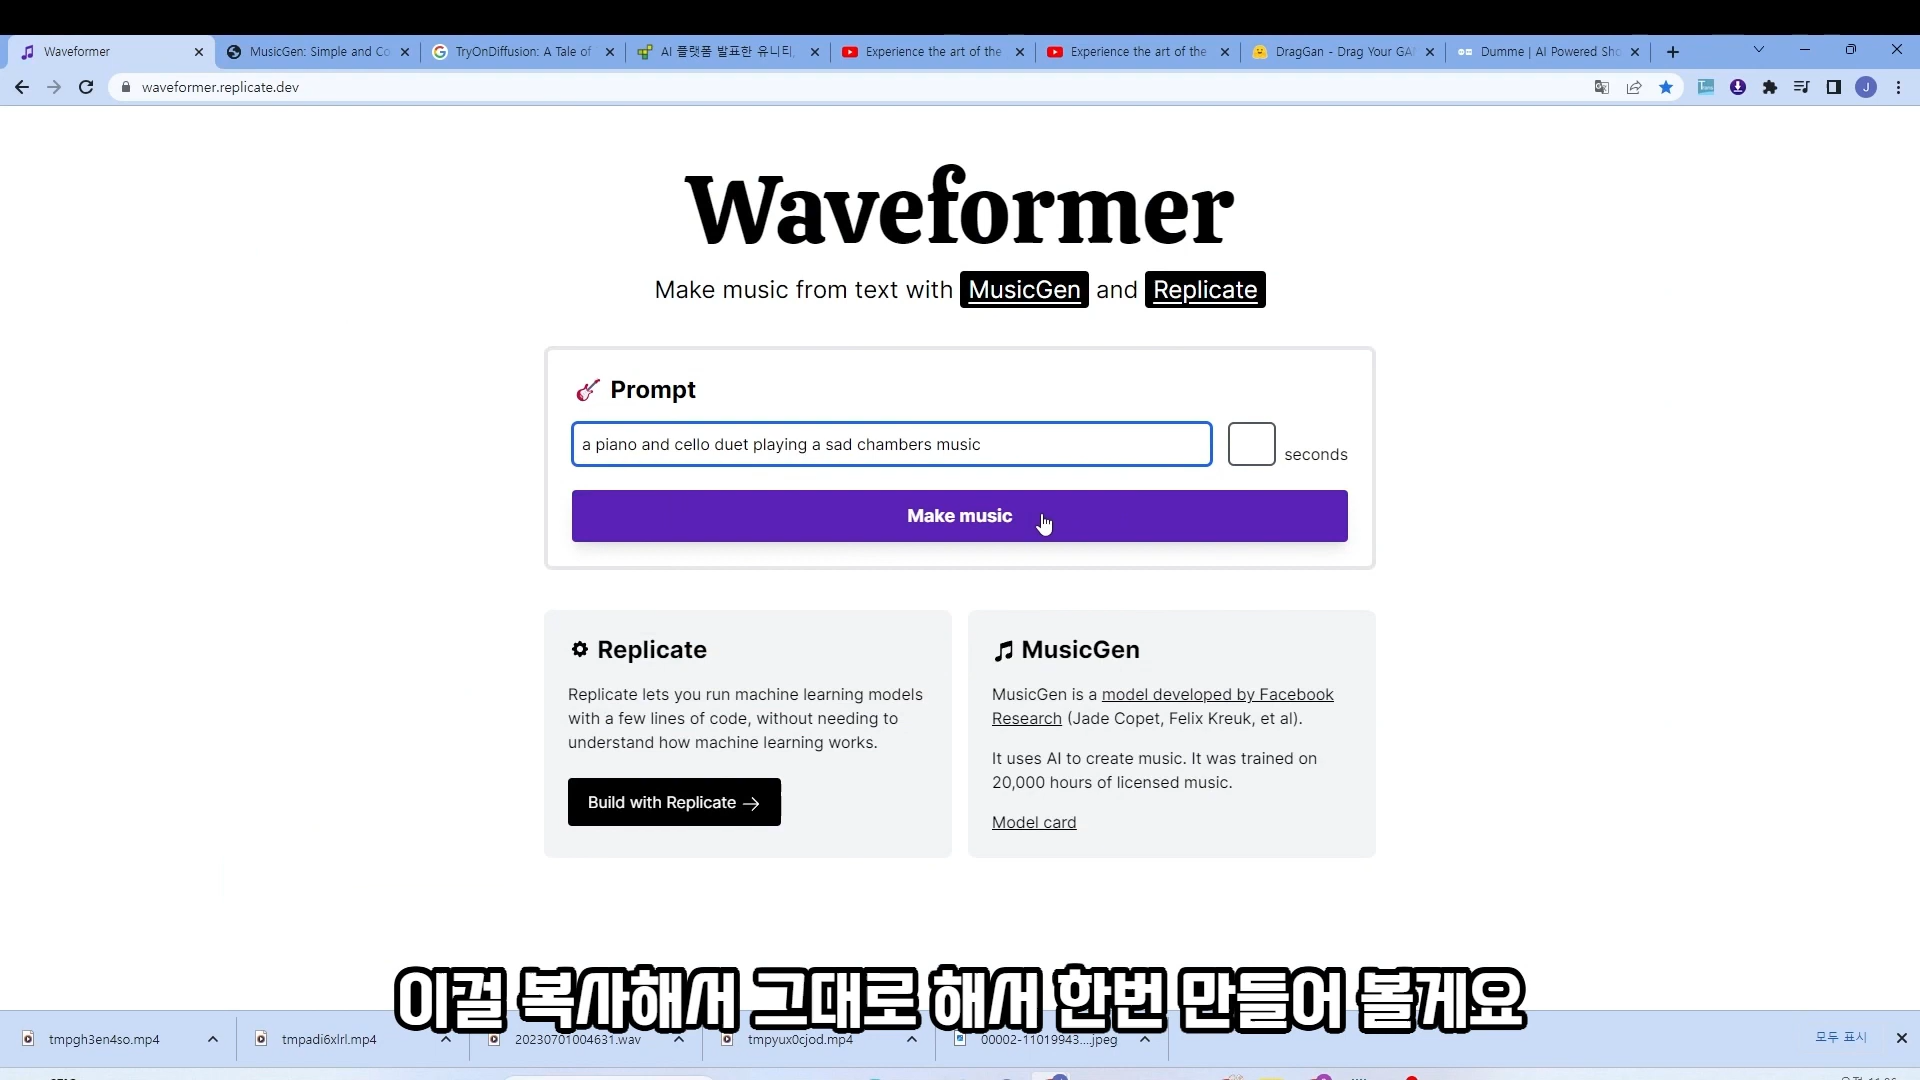 Waveformer
MusicGen: Simple and Co
TryOnDiffusion: A Tale of
AI 플랫폼 발표한 유니티,
Experience the art of the
Experience the art of the
DragGan - Drag Your GA
Dumme | AI Powered Sho
waveformer.replicate.dev
J
Waveformer
Make music from text with MusicGen and Replicate
Prompt
a piano and cello duet playing a sad chambers music
seconds
Make music
Replicate
Replicate lets you run machine learning models
with a few lines of code, without needing to
understand how machine learning works.
Build with Replicate →
MusicGen
MusicGen is a model developed by Facebook
Research (Jade Copet, Felix Kreuk, et al).
It uses AI to create music. It was trained on
20,000 hours of licensed music.
Model card
이걸 복사해서 그대로 해서 한번 만들어 볼게요
tmpgh3en4so.mp4
tmpadi6xlrl.mp4
20230701004631.wav
tmpyux0cjod.mp4
00002-11019943....jpeg
모두 표시